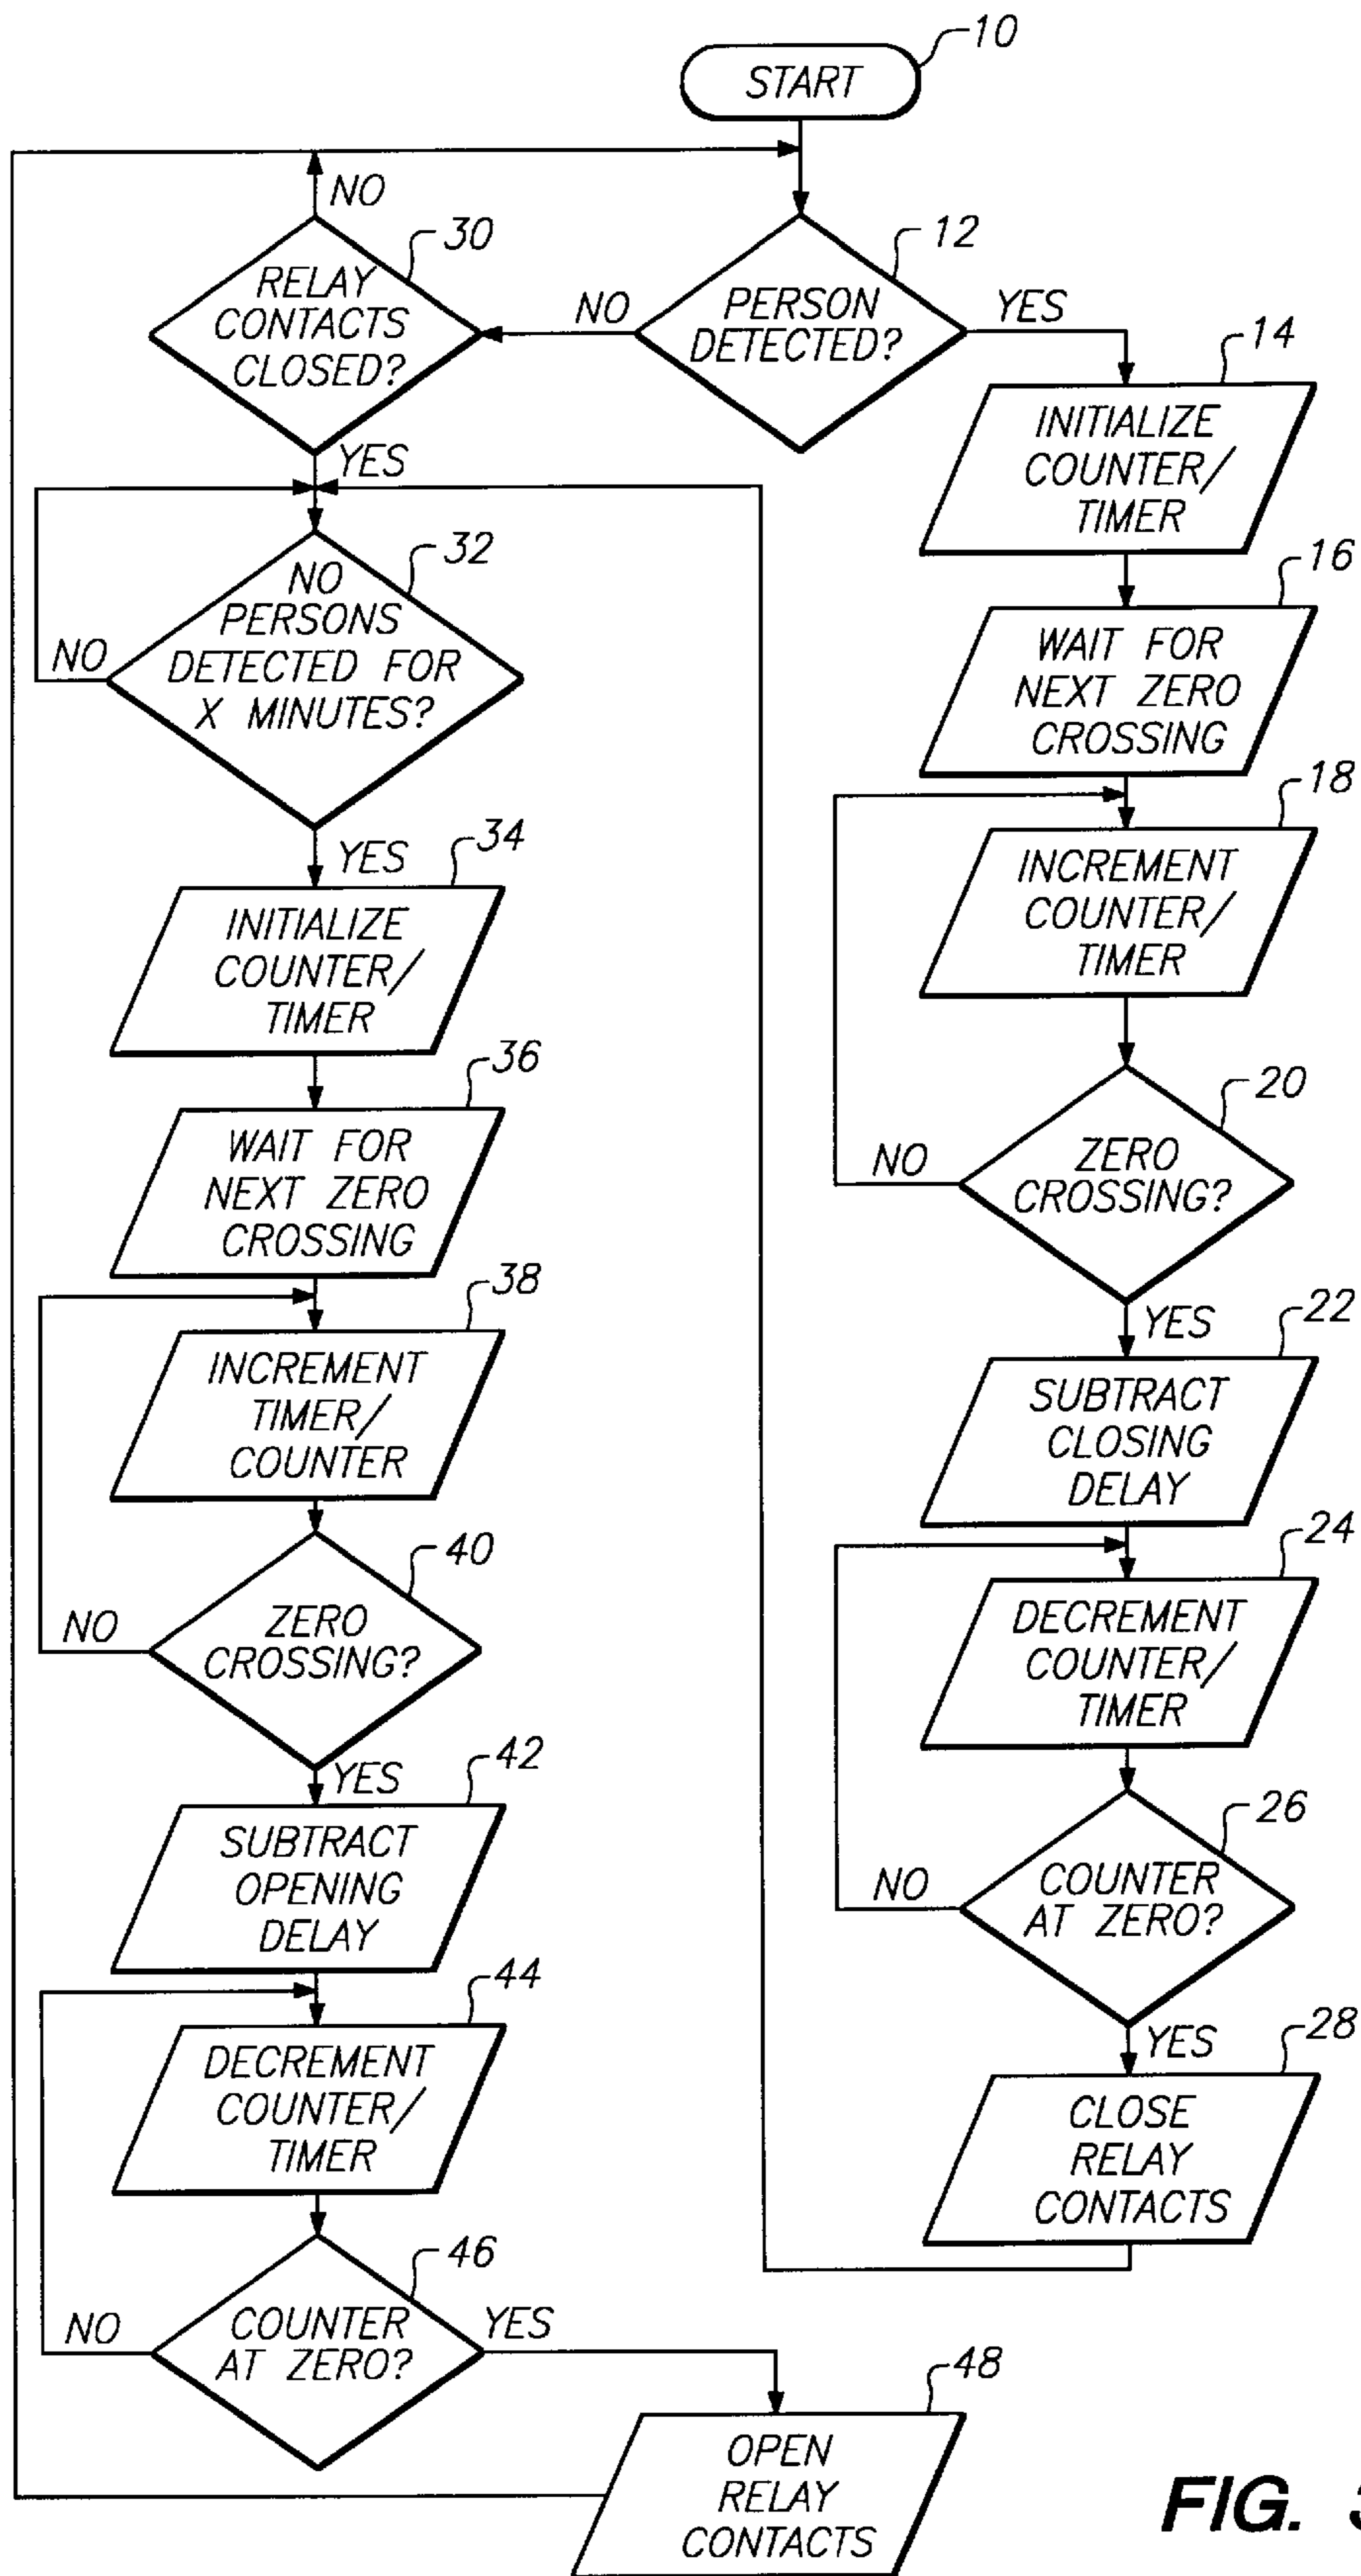 10
START
NO
30
RELAY
CONTACTS
CLOSED?
NO
12
PERSON
DETECTED?
YES
14
INITIALIZE
COUNTER/
TIMER
YES
16
WAIT FOR
NEXT ZERO
CROSSING
32
NO
PERSONS
DETECTED FOR
X MINUTES?
NO
18
INCREMENT
COUNTER/
TIMER
YES
34
INITIALIZE
COUNTER/
TIMER
20
ZERO
CROSSING?
NO
36
WAIT FOR
NEXT ZERO
CROSSING
YES
22
SUBTRACT
CLOSING
DELAY
38
INCREMENT
TIMER/
COUNTER
24
DECREMENT
COUNTER/
TIMER
40
ZERO
CROSSING?
NO
YES
42
SUBTRACT
OPENING
DELAY
26
COUNTER
AT ZERO?
NO
YES
28
CLOSE
RELAY
CONTACTS
44
DECREMENT
COUNTER/
TIMER
46
COUNTER
AT ZERO?
NO
YES
48
OPEN
RELAY
CONTACTS
FIG. 3